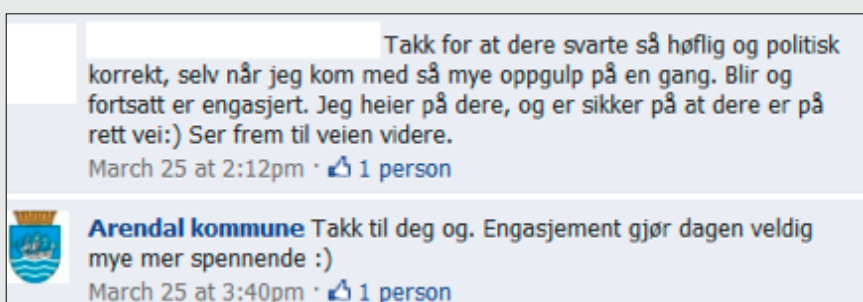 Takk for at dere svarte så høflig og politisk
korrekt, selv når jeg kom med så mye oppgulp på en gang. Blir og
fortsatt er engasjert. Jeg heier på dere, og er sikker på at dere er på
rett vei:) Ser frem til veien videre.
March 25 at 2:12pm · 1 person
Arendal kommune Takk til deg og. Engasjement gjør dagen veldig
mye mer spennende :)
March 25 at 3:40pm · 1 person